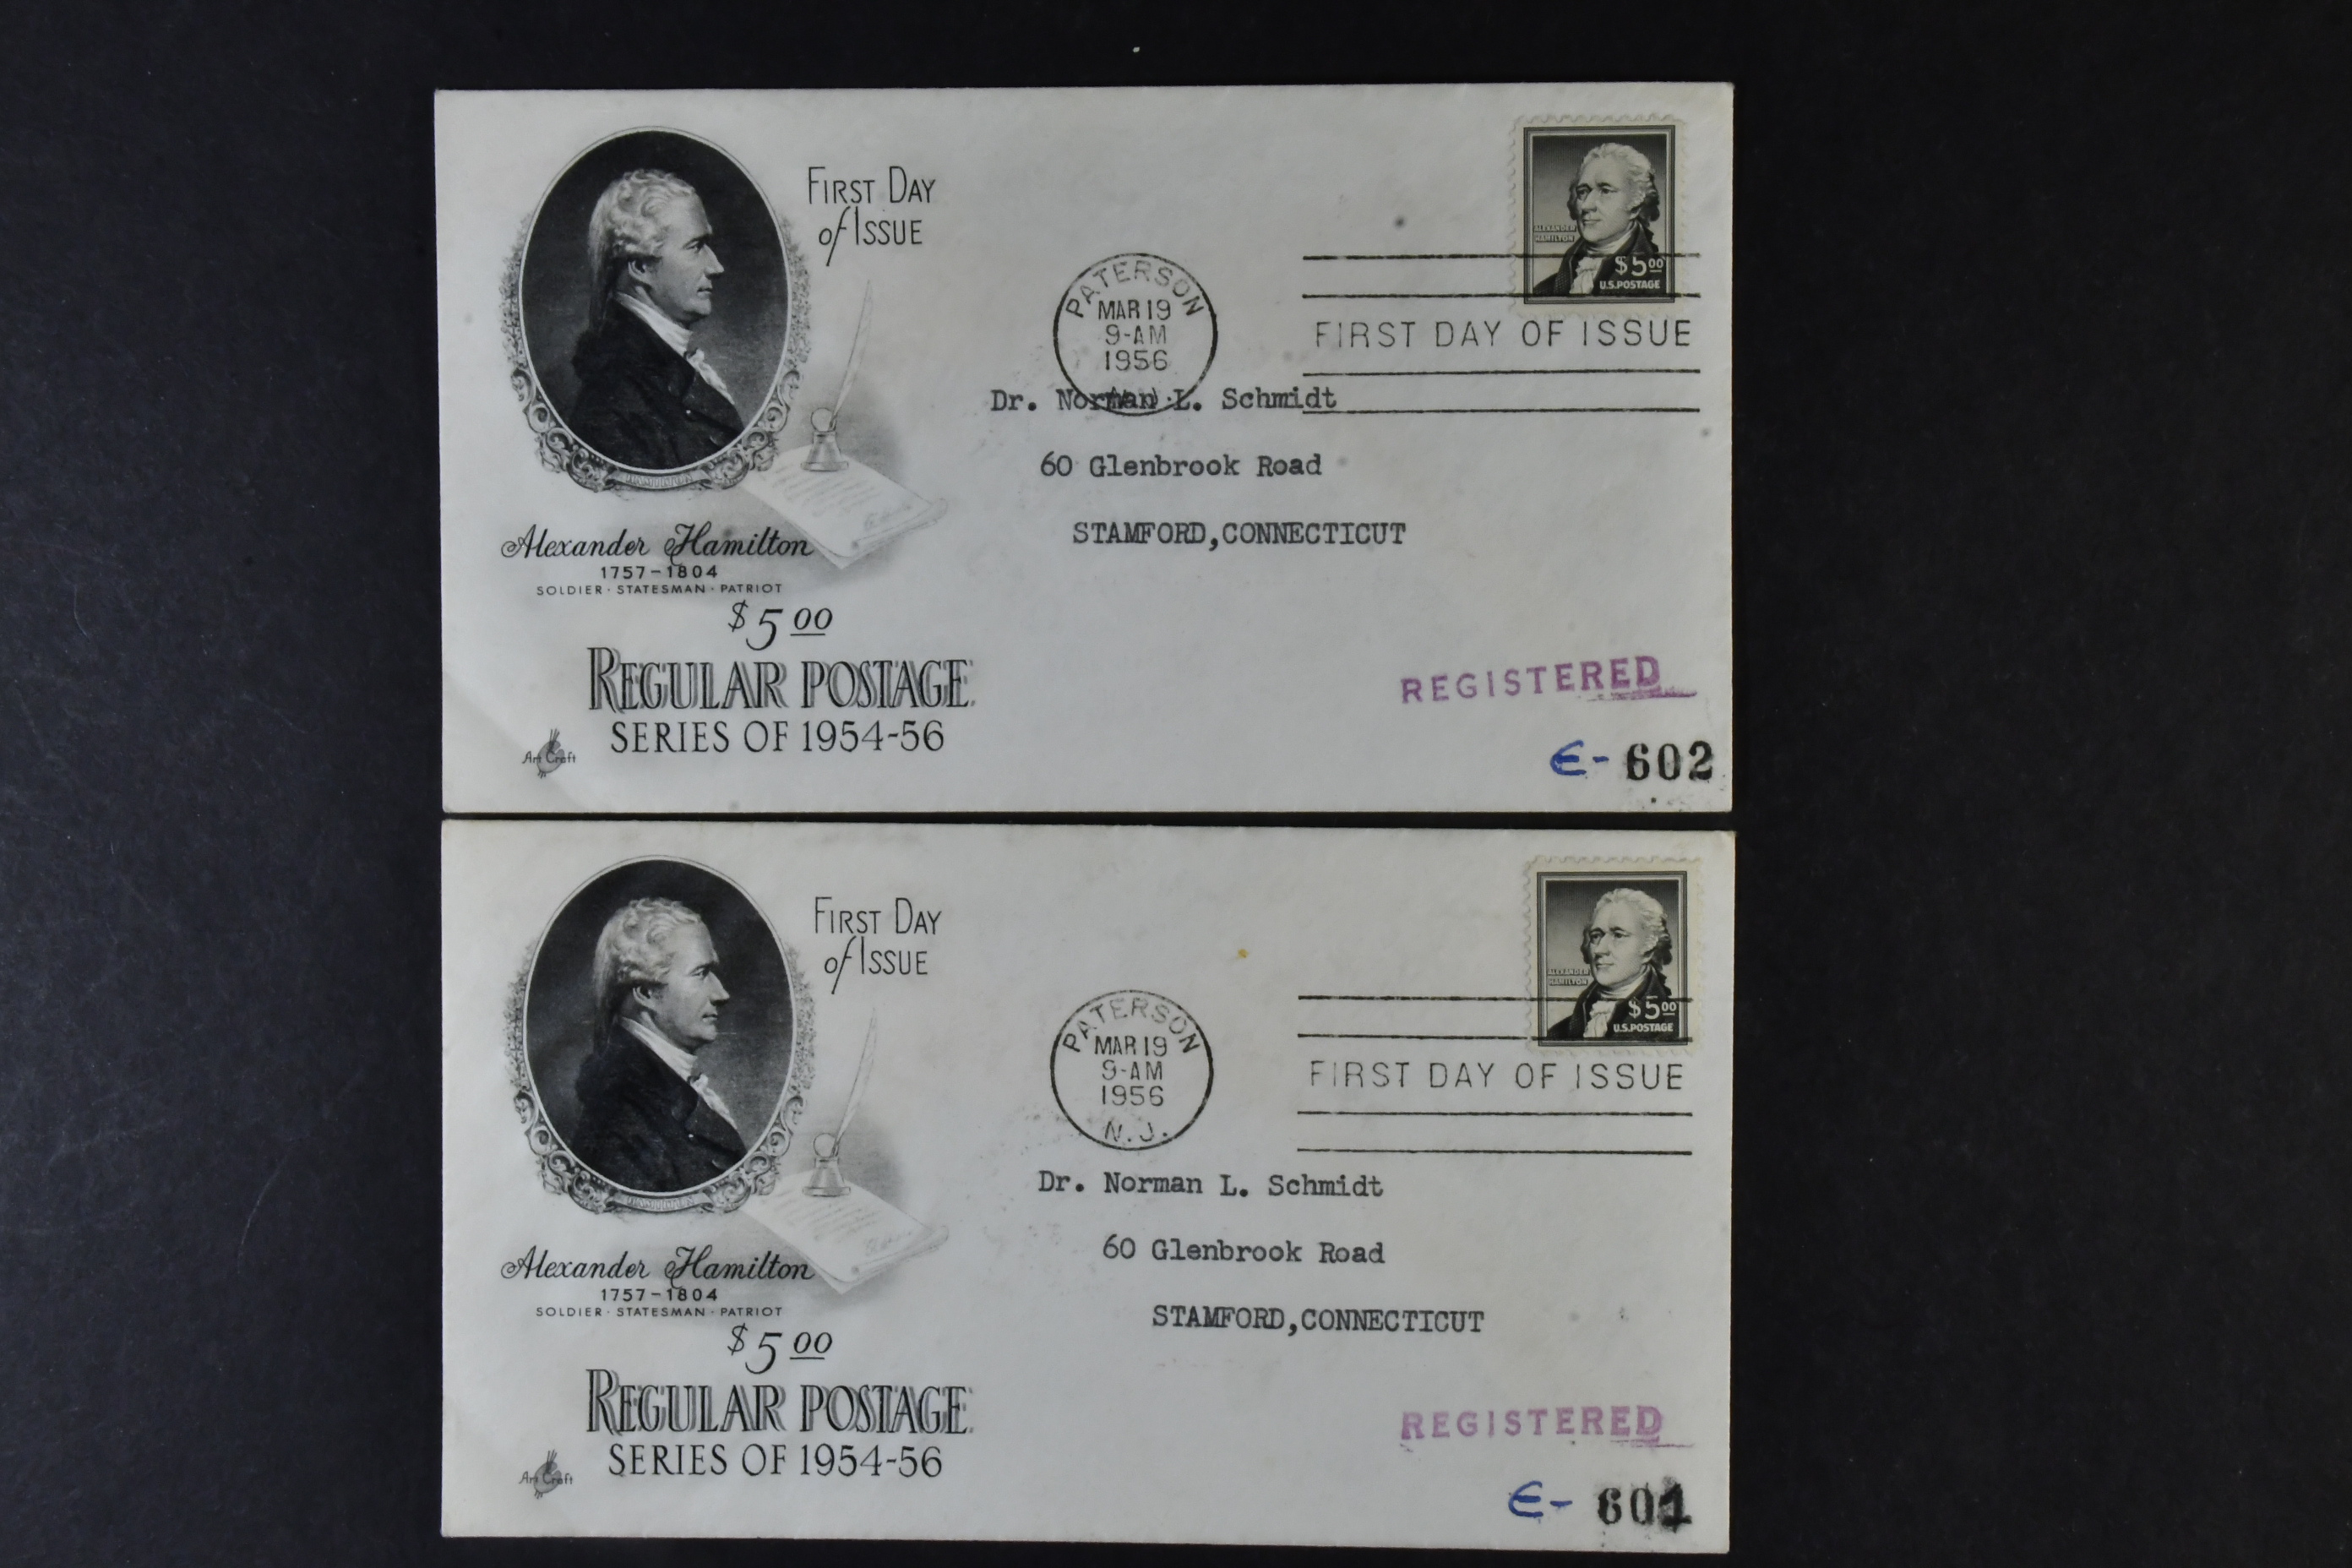 FIRST DAY
of ISSUE
ALEXANDER
HAMILTON
$5 00
U.S.POSTAGE
PATERSON
MAR 19
9-AM
1956
FIRST DAY OF ISSUE
Dr. Norman L. Schmidt
60 Glenbrook Road
STAMFORD,CONNECTICUT
Alexander Hamilton
1757-1804
SOLDIER · STATESMAN · PATRIOT
$5 00
REGULAR POSTAGE
SERIES OF 1954-56
Art Craft
REGISTERED
E- 602
FIRST DAY
of ISSUE
ALEXANDER
HAMILTON
$5 00
U.S.POSTAGE
PATERSON
MAR 19
9-AM
1956
N.J.
FIRST DAY OF ISSUE
Dr. Norman L. Schmidt
60 Glenbrook Road
STAMFORD,CONNECTICUT
Alexander Hamilton
1757-1804
SOLDIER · STATESMAN · PATRIOT
$5 00
REGULAR POSTAGE
SERIES OF 1954-56
Art Craft
REGISTERED
E- 601